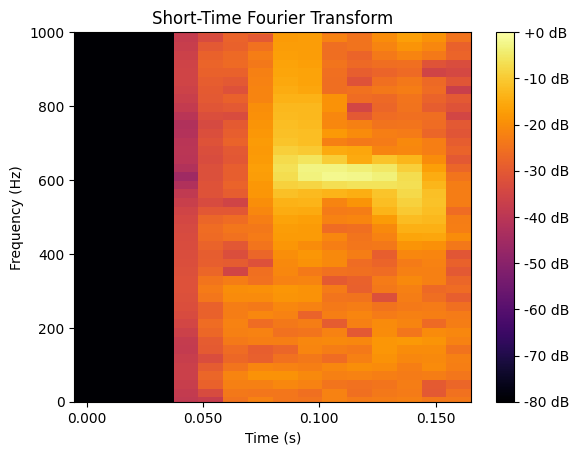 Short-Time Fourier Transform
1000
800
600
400
200
0
Frequency (Hz)
0.000
0.050
0.100
0.150
Time (s)
+0 dB
-10 dB
-20 dB
-30 dB
-40 dB
-50 dB
-60 dB
-70 dB
-80 dB